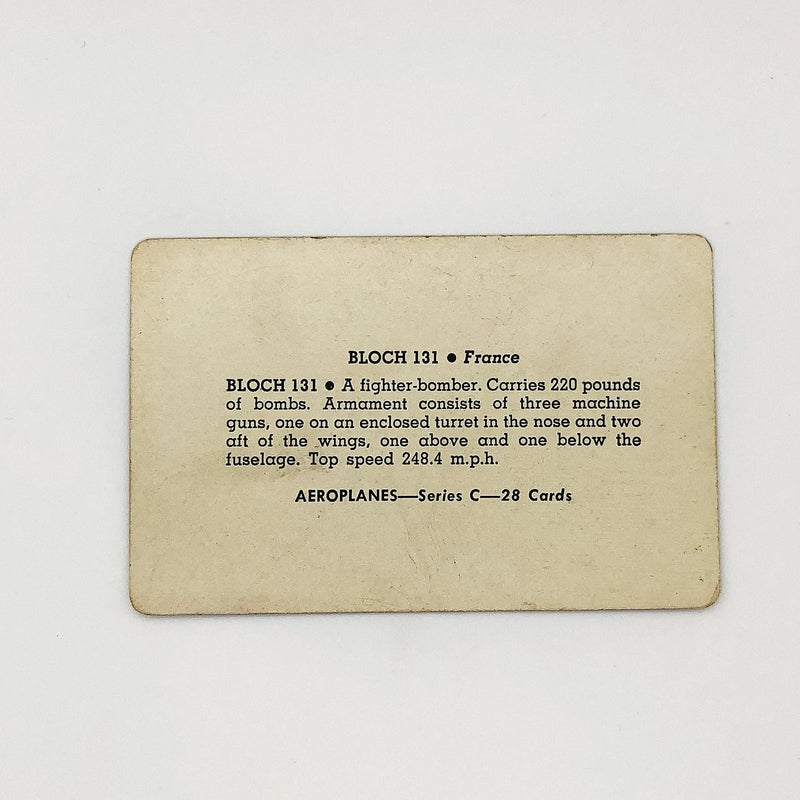 BLOCH 131 ● France
BLOCH 131 ● A fighter-bomber. Carries 220 pounds
of bombs. Armament consists of three machine
guns, one on an enclosed turret in the nose and two
aft of the wings, one above and one below the
fuselage. Top speed 248.4 m.p.h.
AEROPLANES—Series C—28 Cards